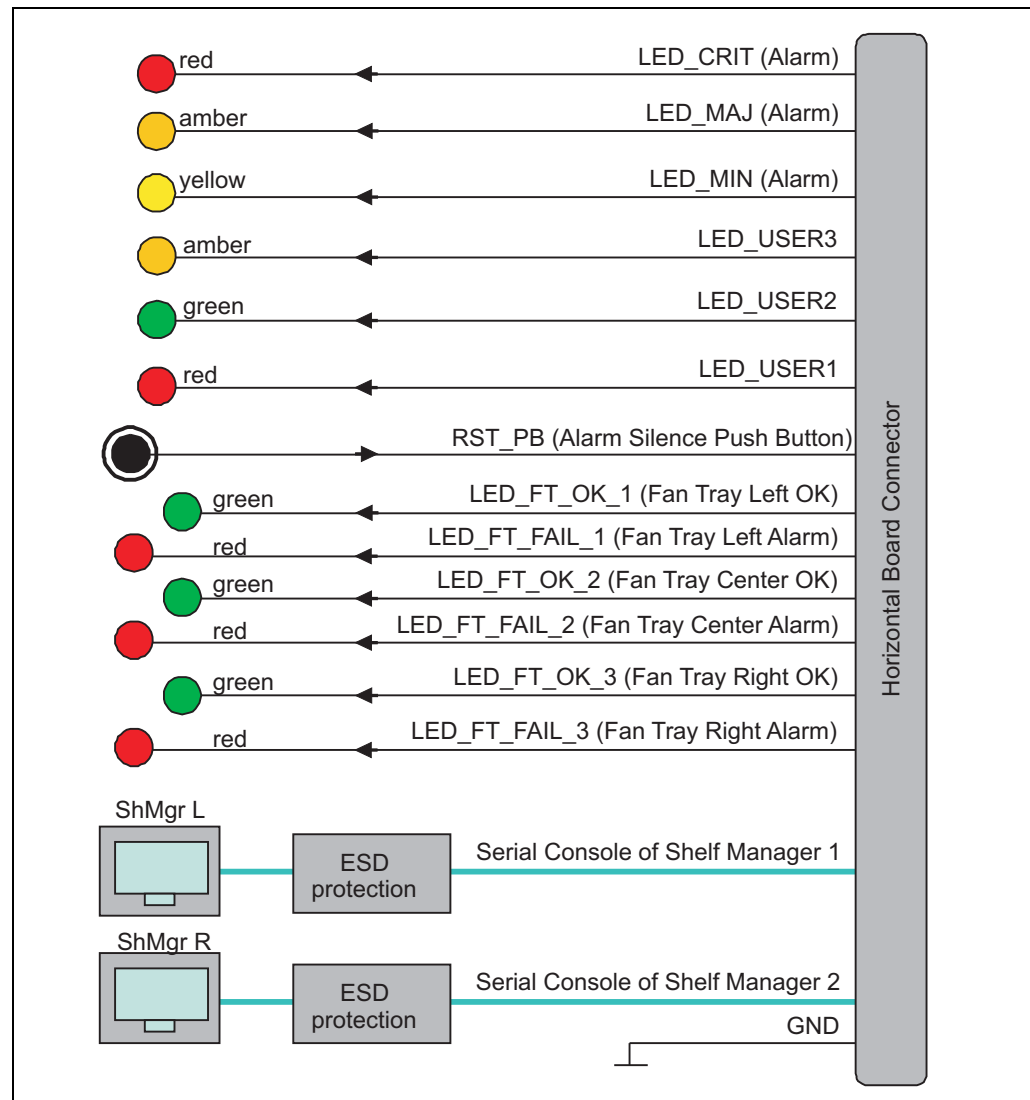 red
LED_CRIT (Alarm)
amber
LED_MAJ (Alarm)
yellow
LED_MIN (Alarm)
amber
LED_USER3
green
LED_USER2
red
LED_USER1
RST_PB (Alarm Silence Push Button)
green
LED_FT_OK_1 (Fan Tray Left OK)
red
LED_FT_FAIL_1 (Fan Tray Left Alarm)
green
LED_FT_OK_2 (Fan Tray Center OK)
red
LED_FT_FAIL_2 (Fan Tray Center Alarm)
green
LED_FT_OK_3 (Fan Tray Right OK)
red
LED_FT_FAIL_3 (Fan Tray Right Alarm)
Horizontal Board Connector
ShMgr L
ESD
protection
Serial Console of Shelf Manager 1
ShMgr R
ESD
protection
Serial Console of Shelf Manager 2
GND